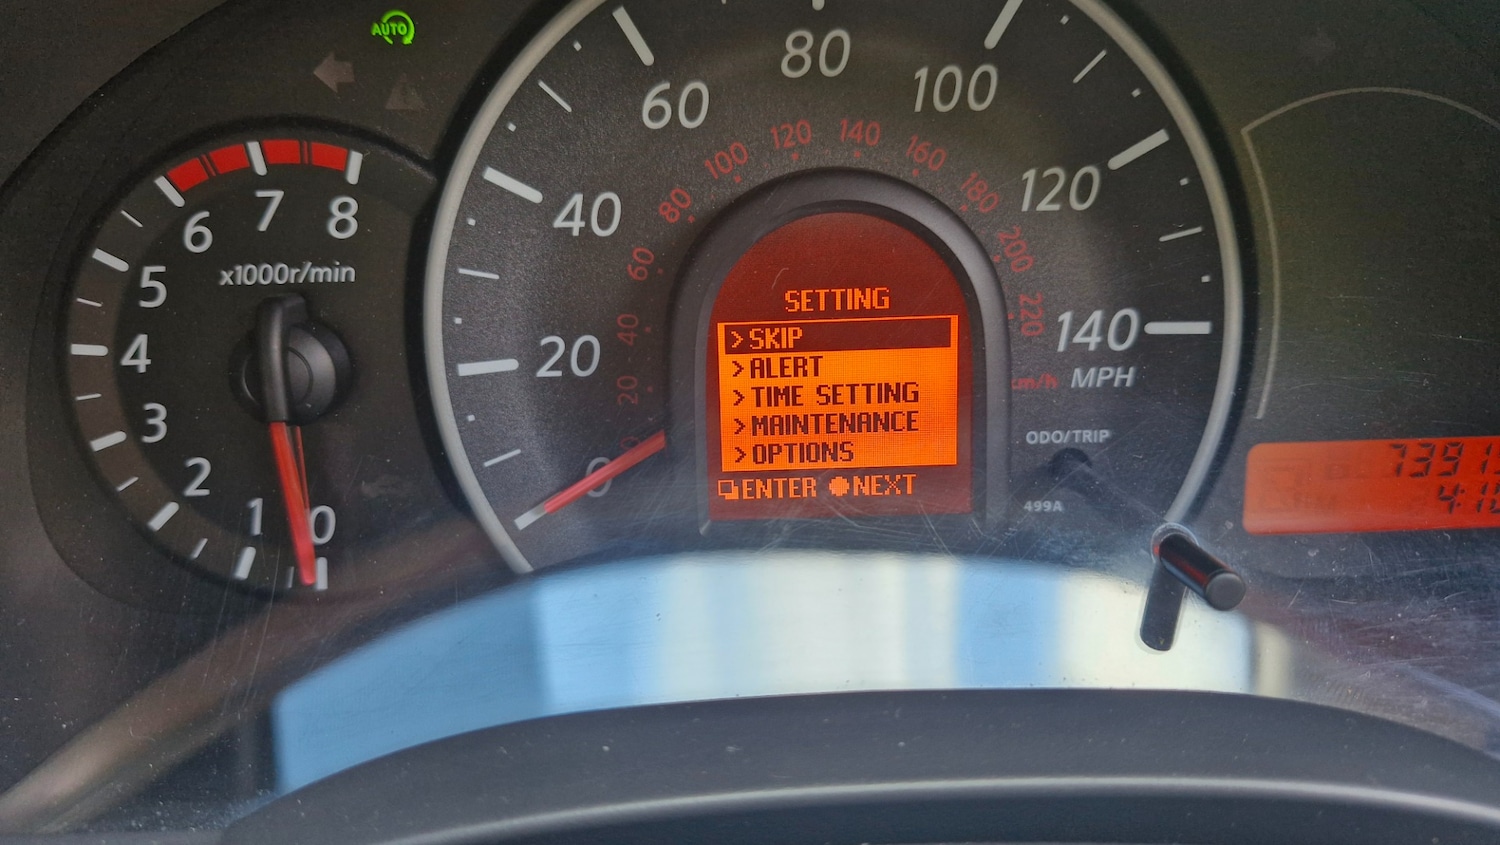 AUTO
5
4
3
2
1
0
6
7
8
x1000r/min
0
20
40
60
80
100
120
140
MPH
20
40
60
80
100
120
140
160
180
200
220
km/h
SETTING
>SKIP
>ALERT
>TIME SETTING
>MAINTENANCE
>OPTIONS
ENTER NEXT
ODO/TRIP
499A